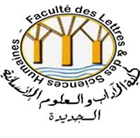 Faculté des Lettres &
des Sciences Humaines
كلية الآداب والعلوم الإنسانية
الجديدة